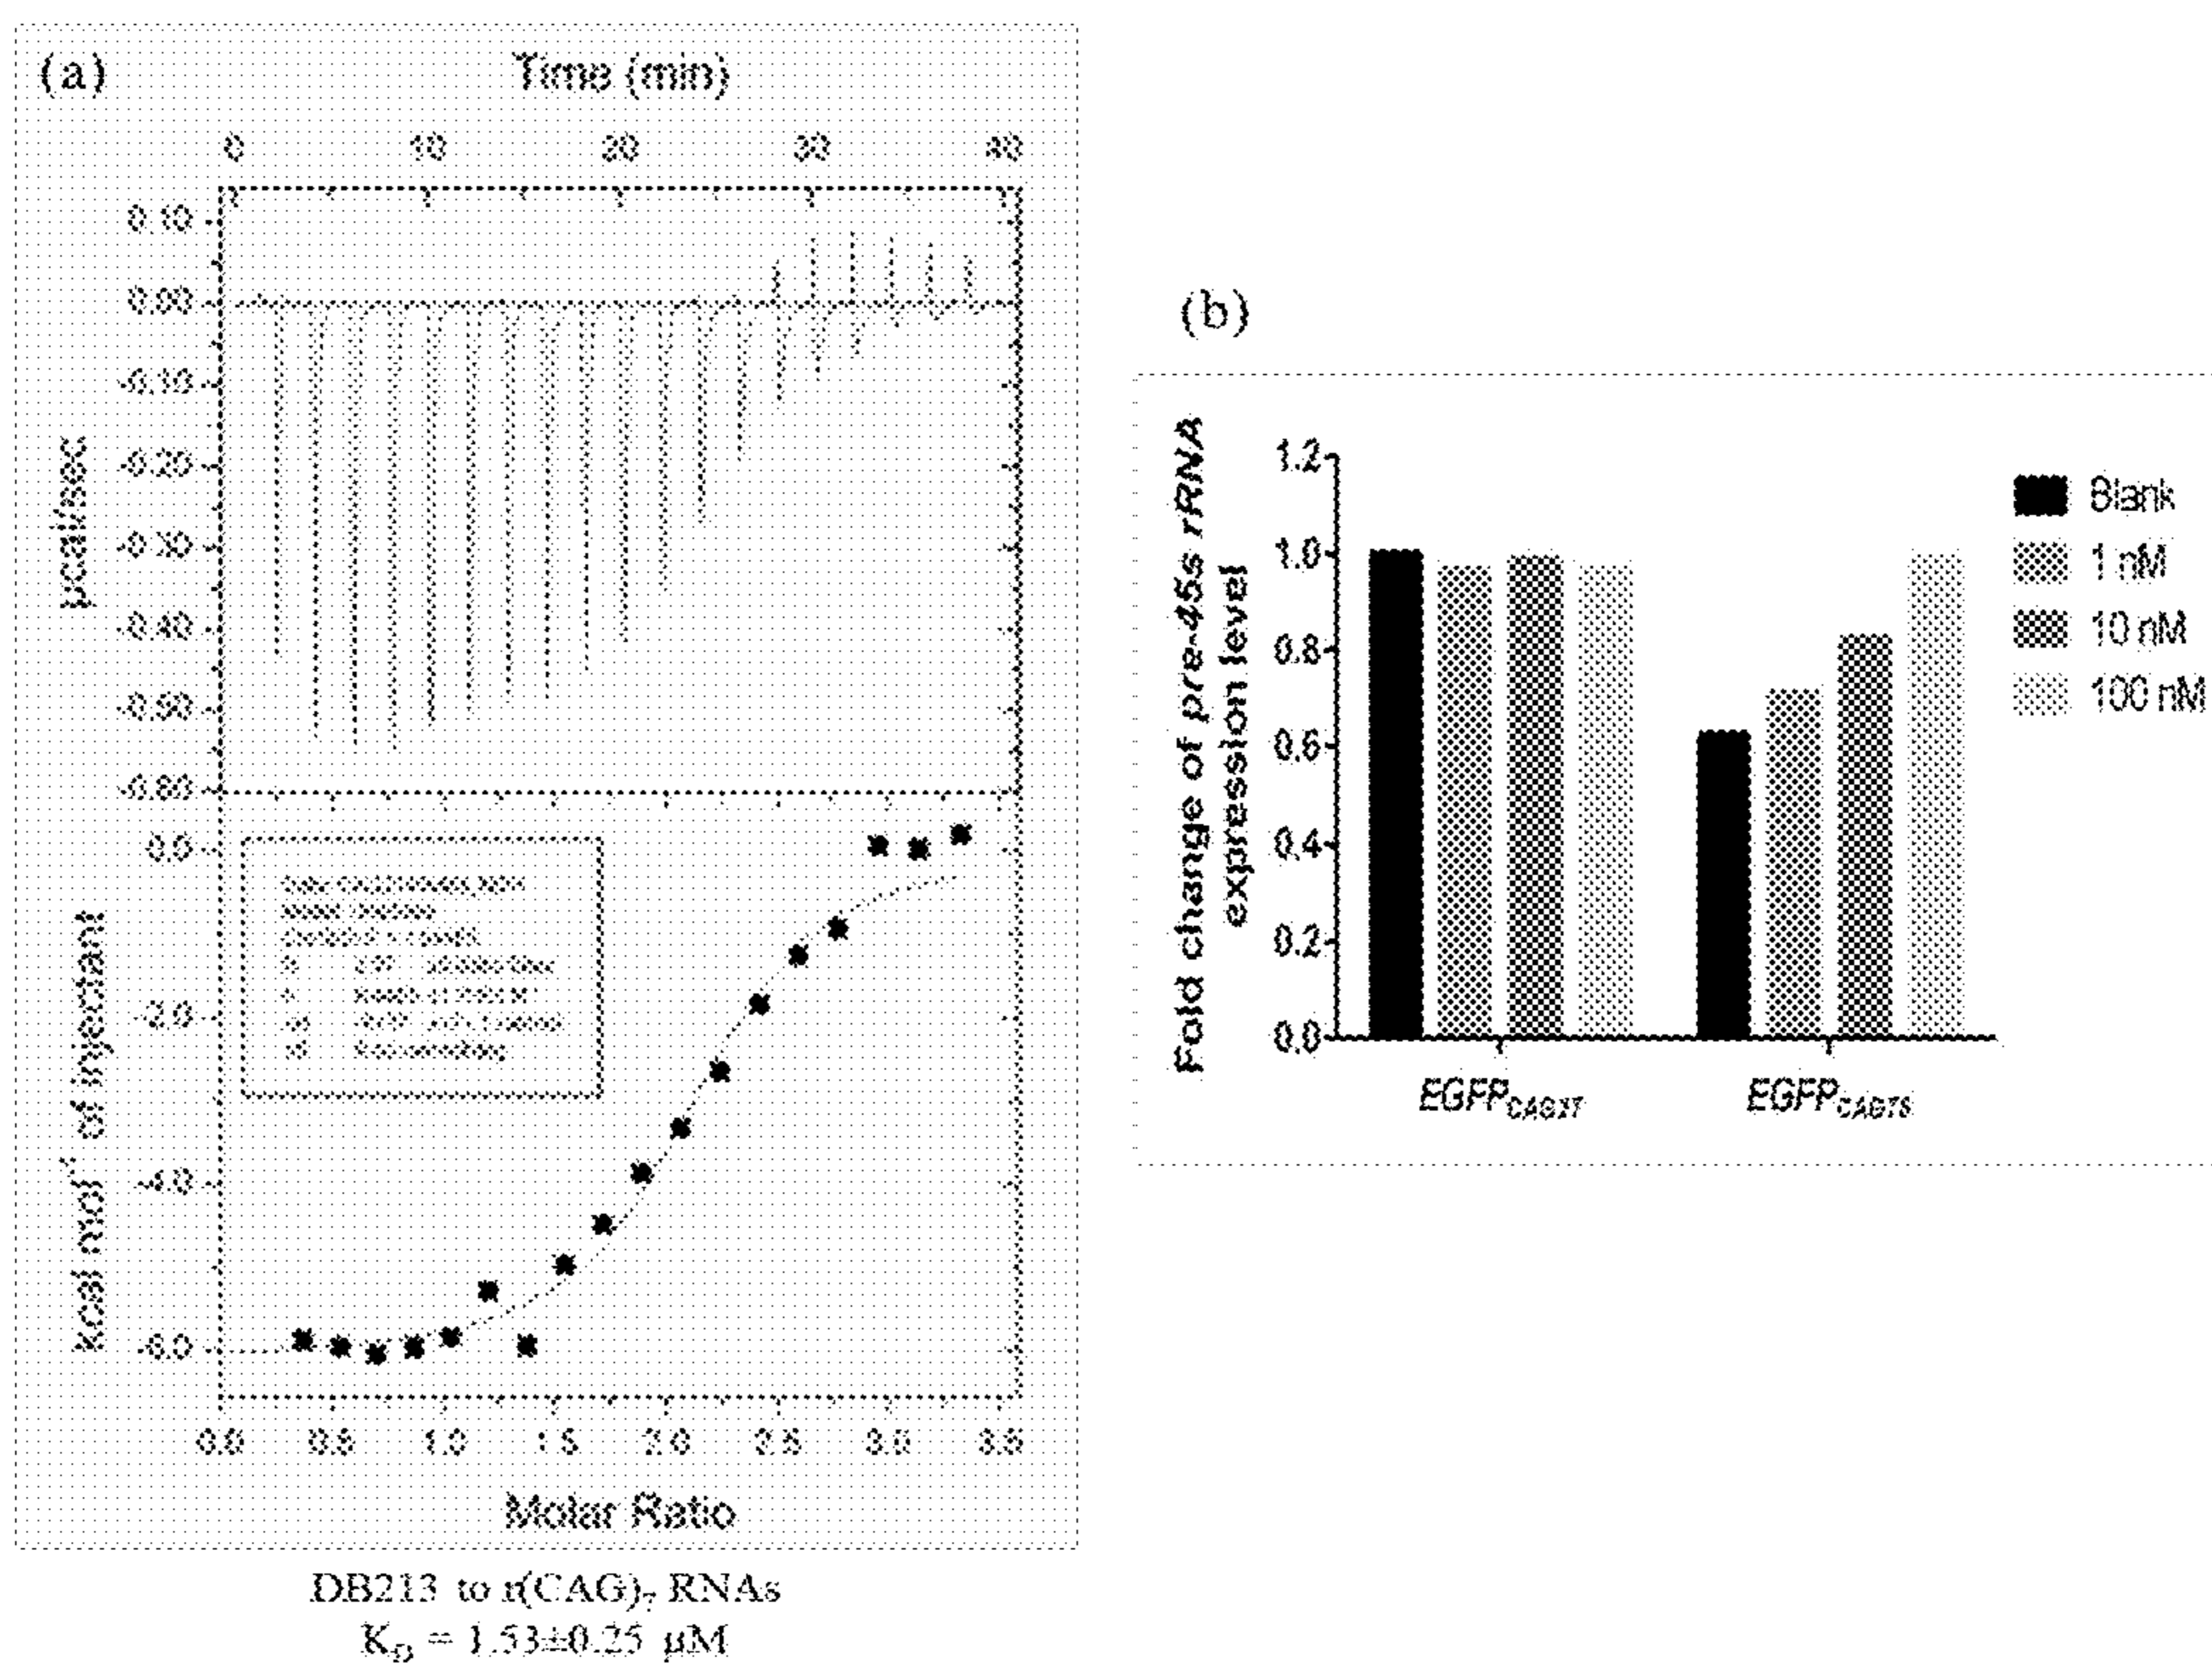 (a)
Time (min)
0 10 20 30 40
0.10
0.00
-0.10
-0.20
-0.30
-0.40
-0.50
-0.60
µcal/sec
0.0
-2.0
-4.0
-6.0
kcal mol⁻¹ of injectant
0.0 0.5 1.0 1.5 2.0 2.5 3.0 3.5
Molar Ratio
DB213 to r(CAG)₇ RNAs
K_D = 1.53±0.25 µM
(b)
Fold change of pre-45s rRNA
expression level
1.2
1.0
0.8
0.6
0.4
0.2
0.0
EGFP
EGFP
Blank
1 nM
10 nM
100 nM